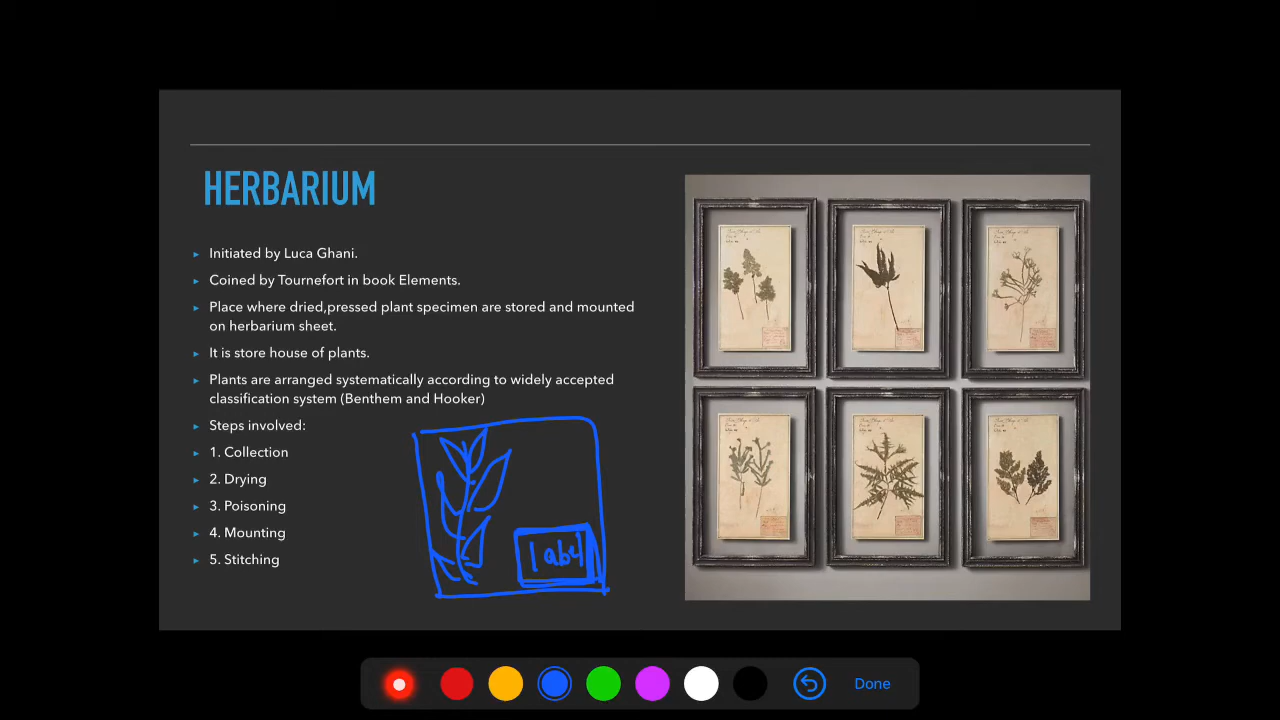 HERBARIUM
Initiated by Luca Ghani.
Coined by Tournefort in book Elements.
Place where dried,pressed plant specimen are stored and mounted
on herbarium sheet.
It is store house of plants.
Plants are arranged systematically according to widely accepted
classification system (Benthem and Hooker)
Steps involved:
1. Collection
2. Drying
3. Poisoning
4. Mounting
5. Stitching
label
Done